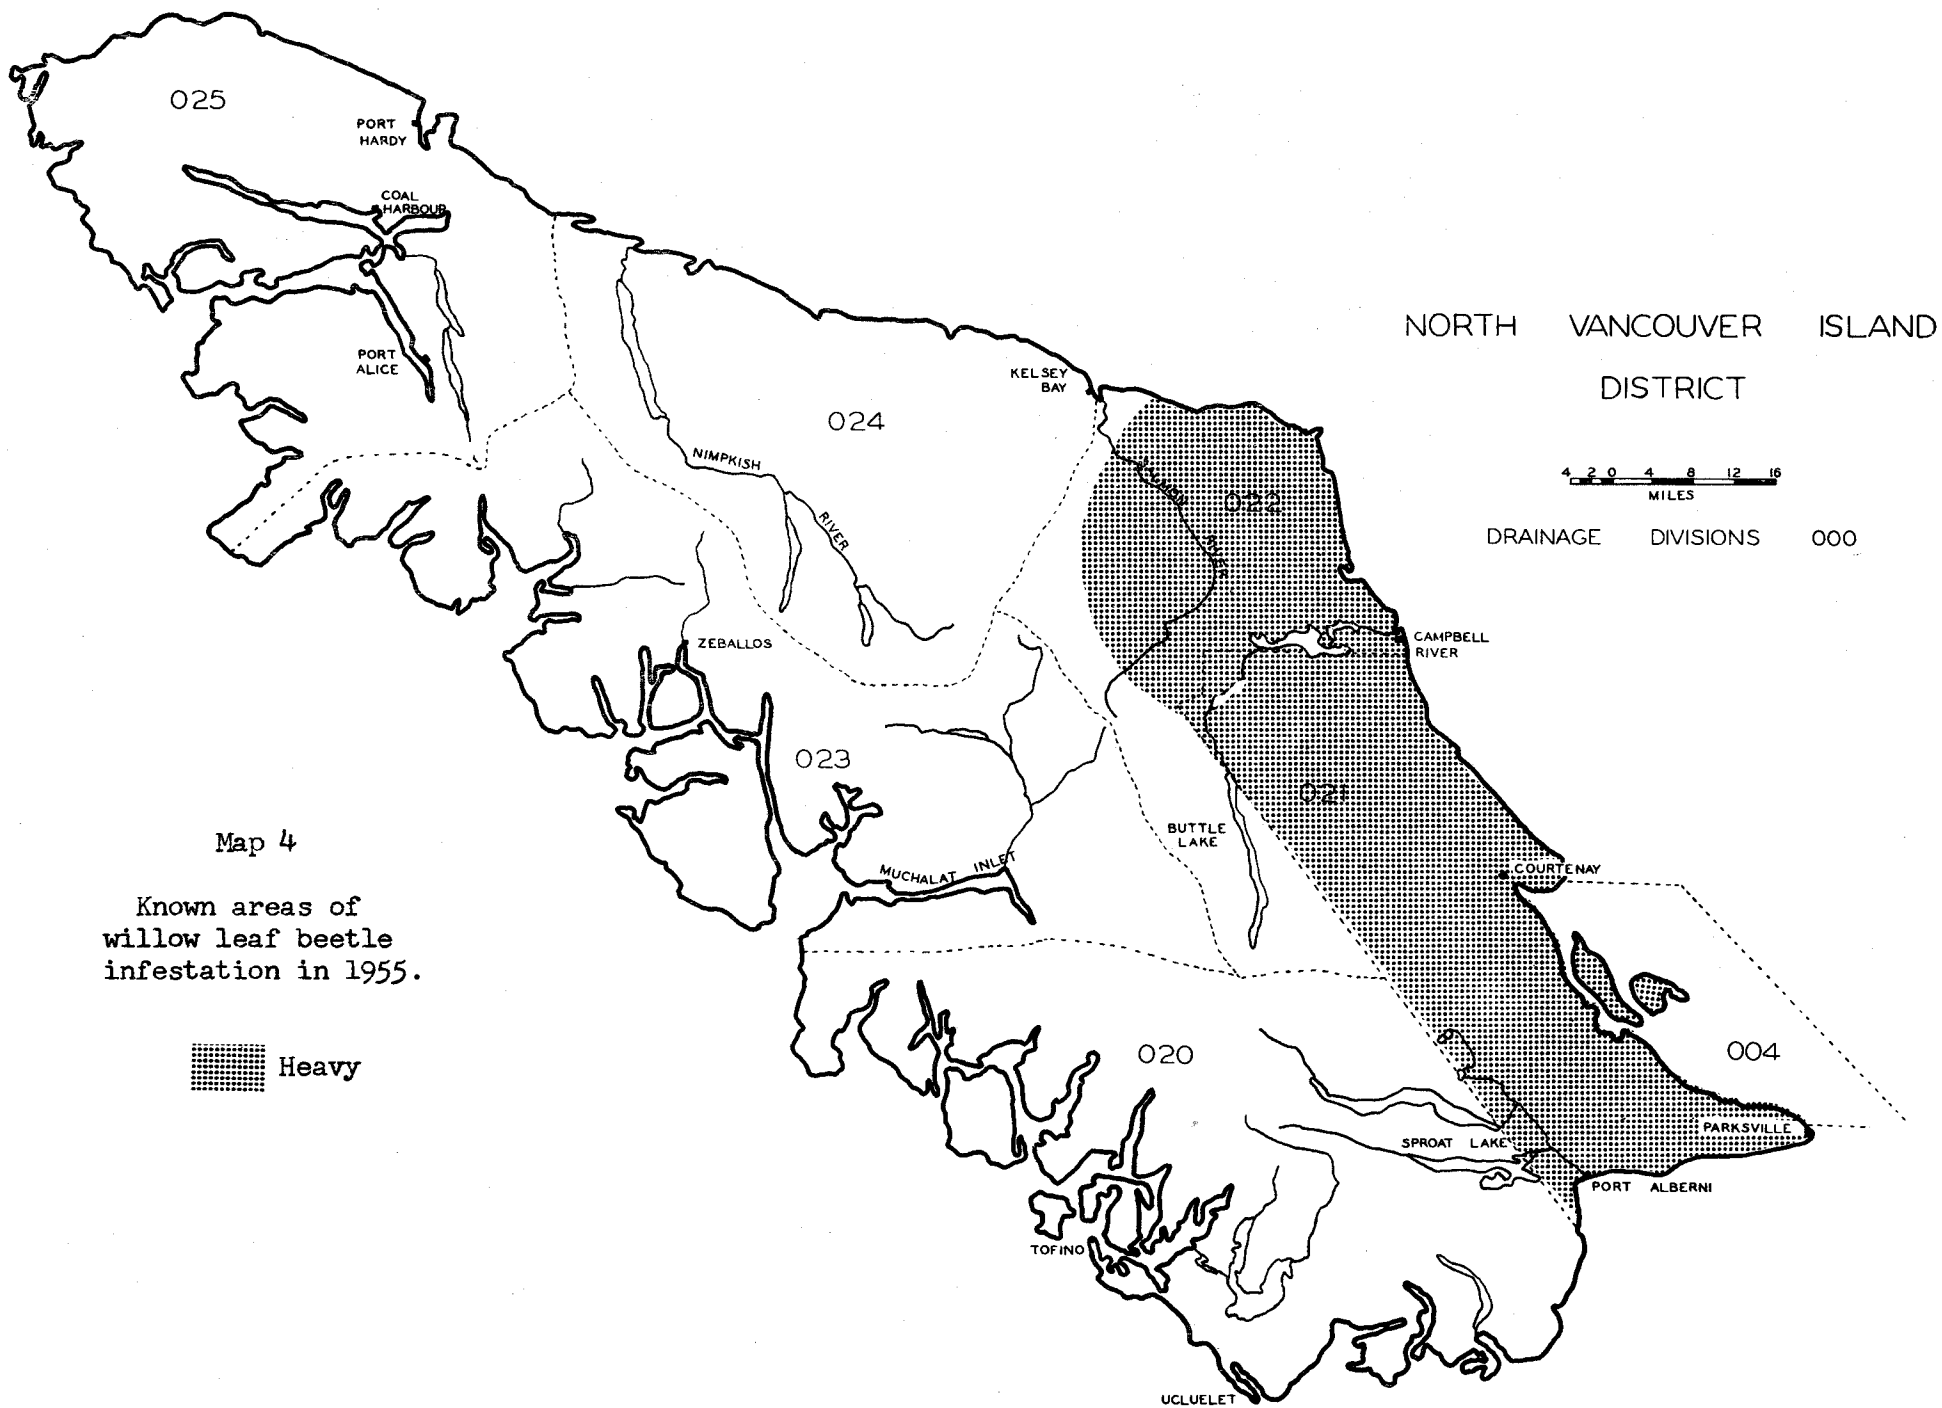 025
PORT
HARDY
COAL
HARBOUR
PORT
ALICE
NORTH VANCOUVER ISLAND
DISTRICT
4 2 0 4 8 12 16
MILES
DRAINAGE DIVISIONS 000
KELSEY
BAY
024
NIMPKISH
RIVER
SALMON
RIVER
022
CAMPBELL
RIVER
ZEBALLOS
023
021
BUTTLE
LAKE
MUCHALAT INLET
COURTENAY
Map 4
Known areas of
willow leaf beetle
infestation in 1955.
Heavy
020
004
PARKSVILLE
SPROAT LAKE
PORT ALBERNI
TOFINO
UCLUELET